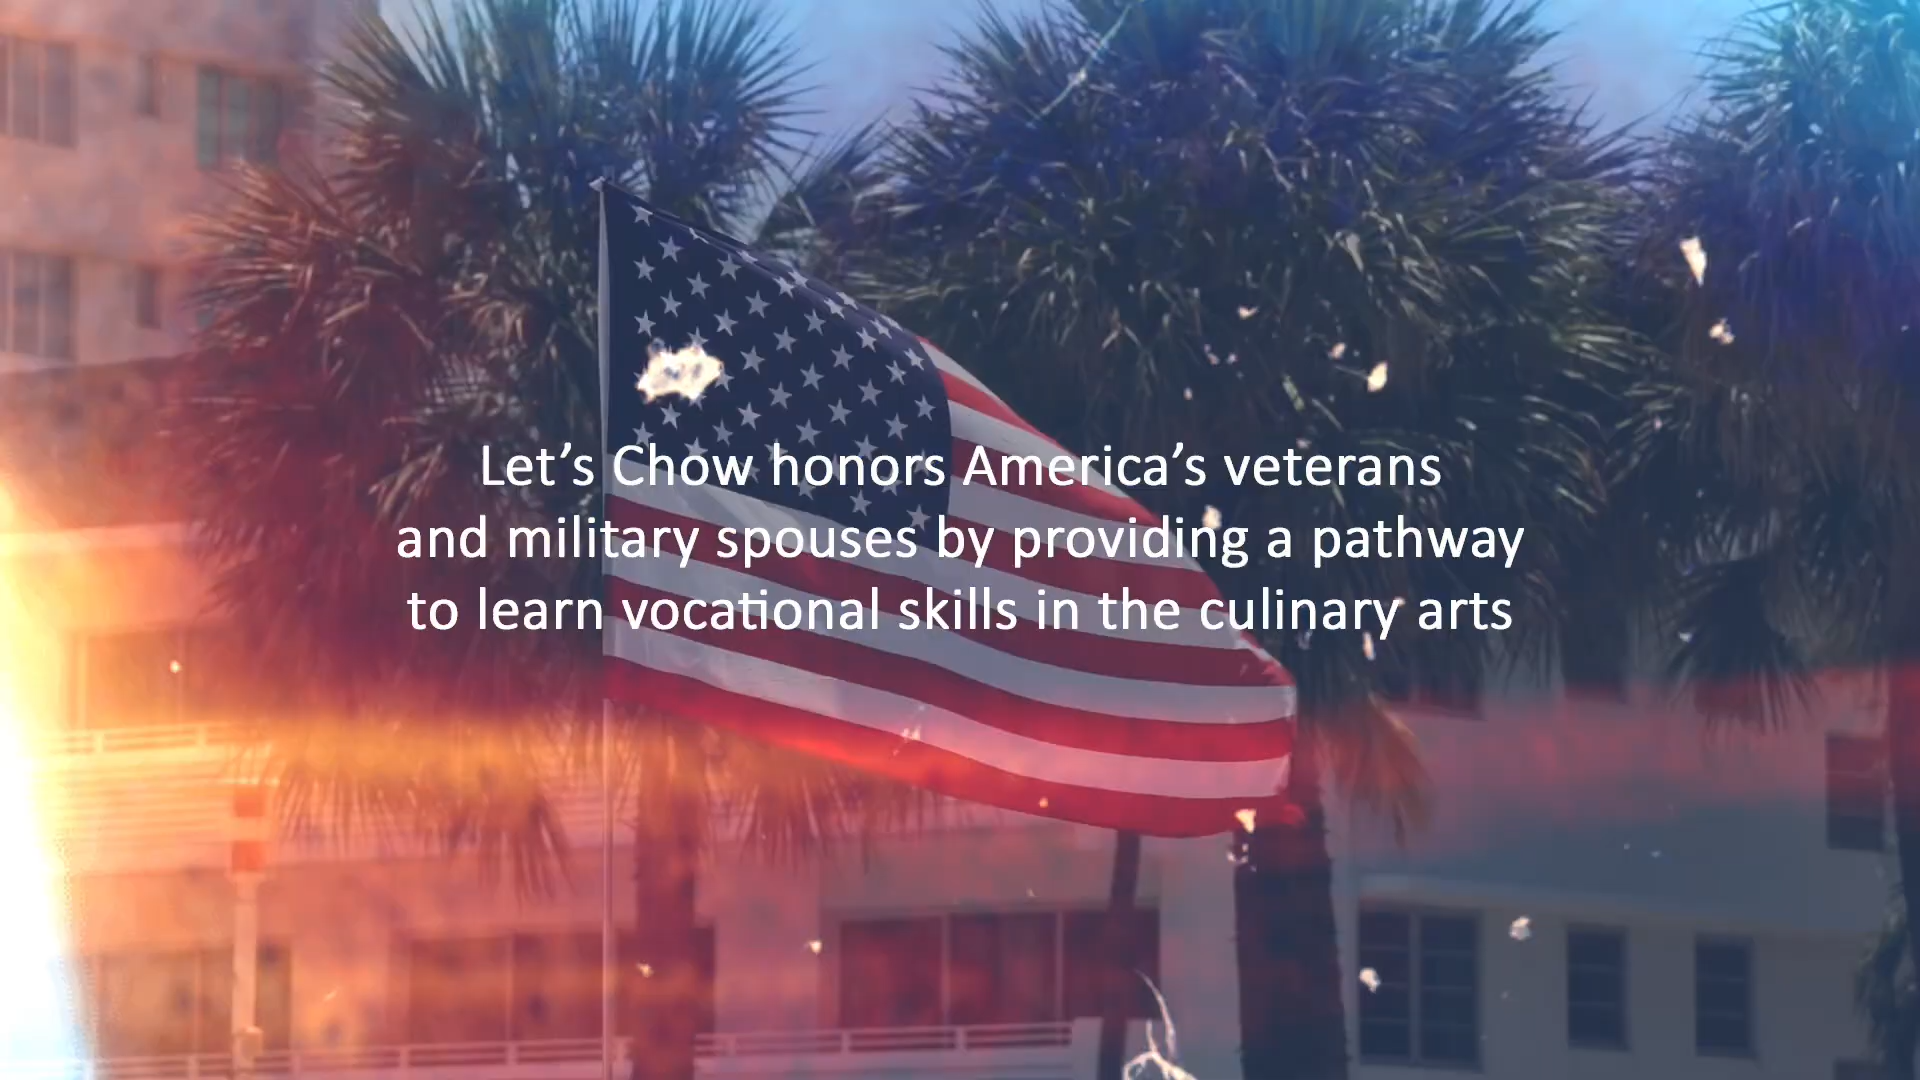 Let’s Chow honors America’s veterans
and military spouses by providing a pathway
to learn vocational skills in the culinary arts